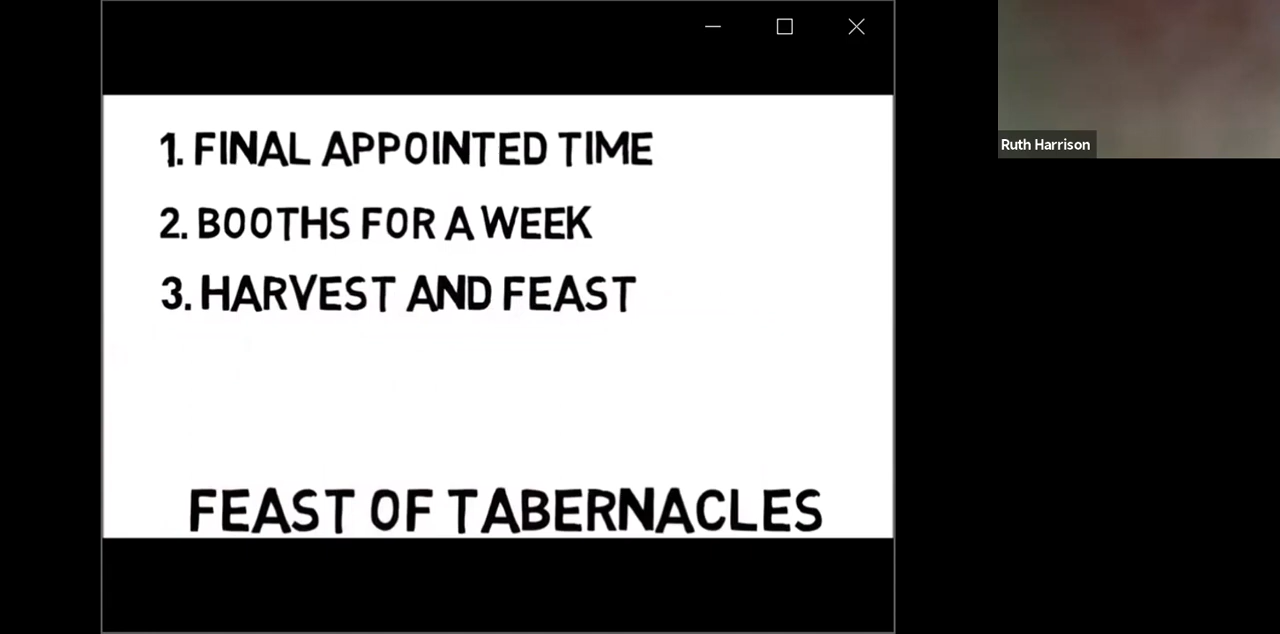 1. FINAL APPOINTED TIME
2. BOOTHS FOR A WEEK
3. HARVEST AND FEAST
FEAST OF TABERNACLES
Ruth Harrison